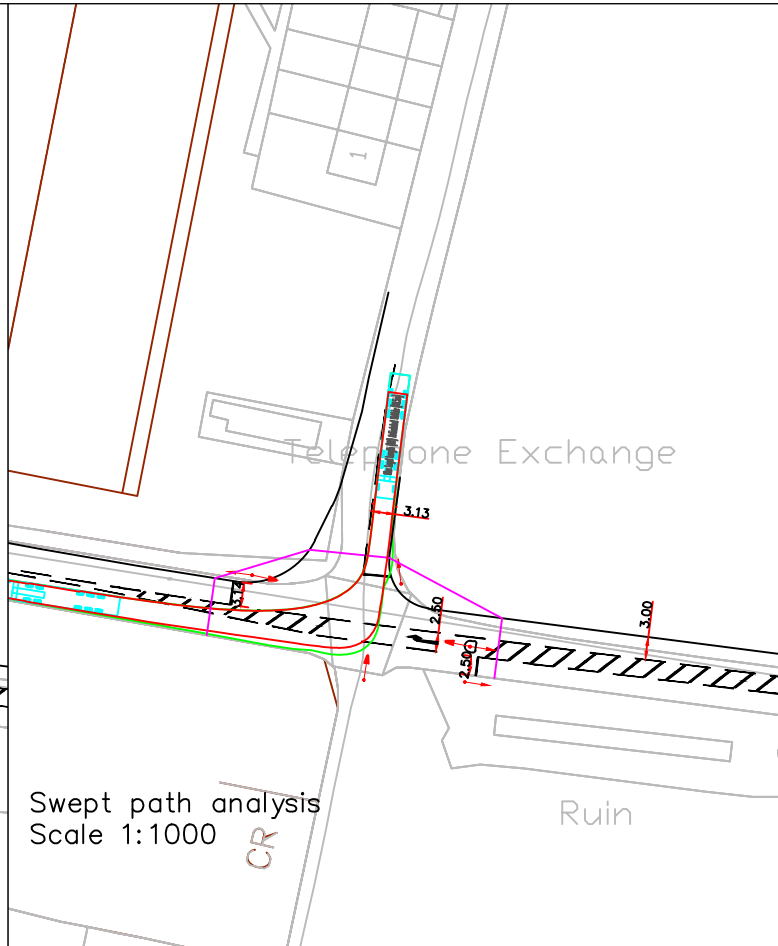 1
Telephone Exchange
3.13
3.14
2.50
3.00
2.50
Ruin
Swept path analysis
Scale 1:1000
CR